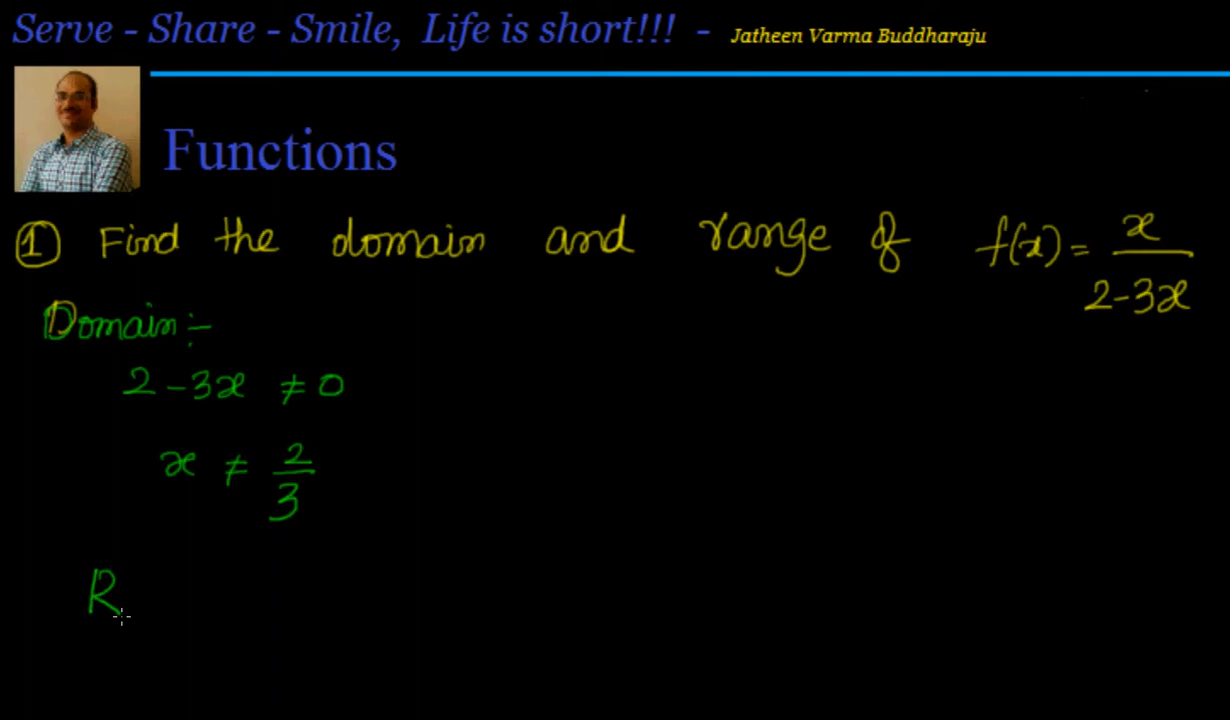 Serve - Share - Smile, Life is short!!! - Jatheen Varma Buddharaju
Functions
① Find the domain and range of f(x) = x / 2-3x
Domain :-
2 - 3x ≠ 0
x ≠ 2/3
R